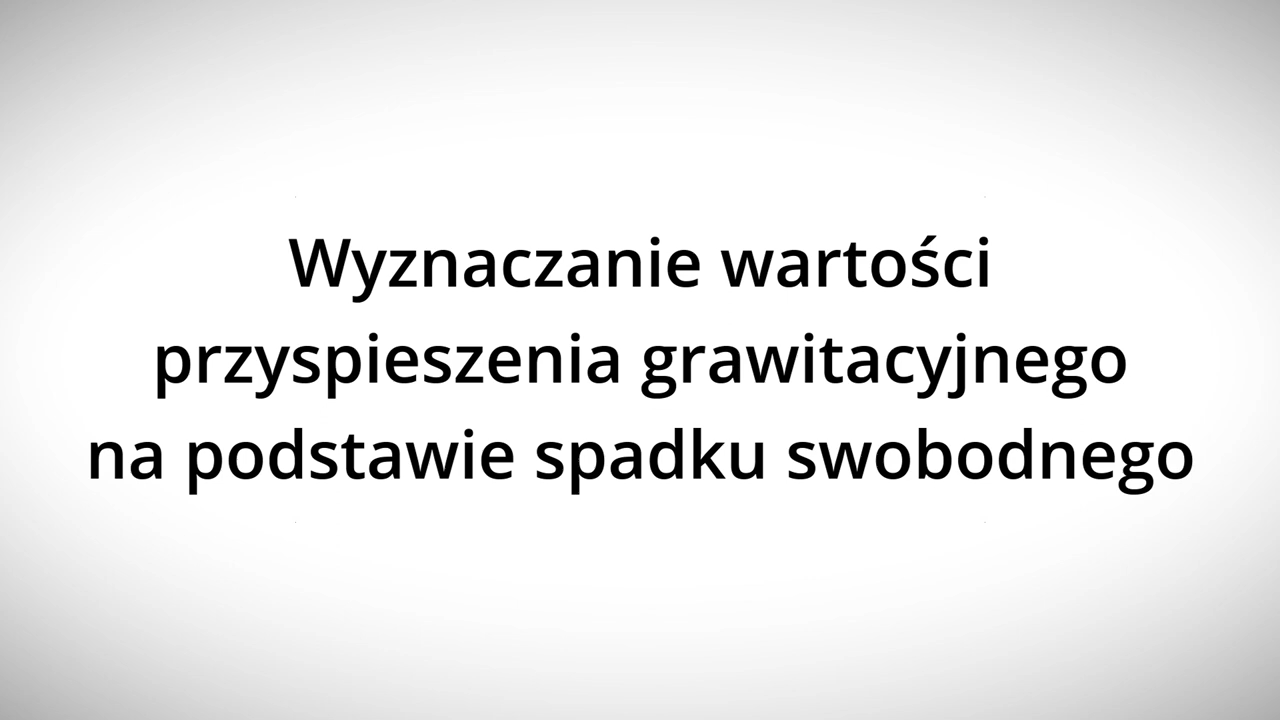 Wyznaczanie wartości
przyspieszenia grawitacyjnego
na podstawie spadku swobodnego